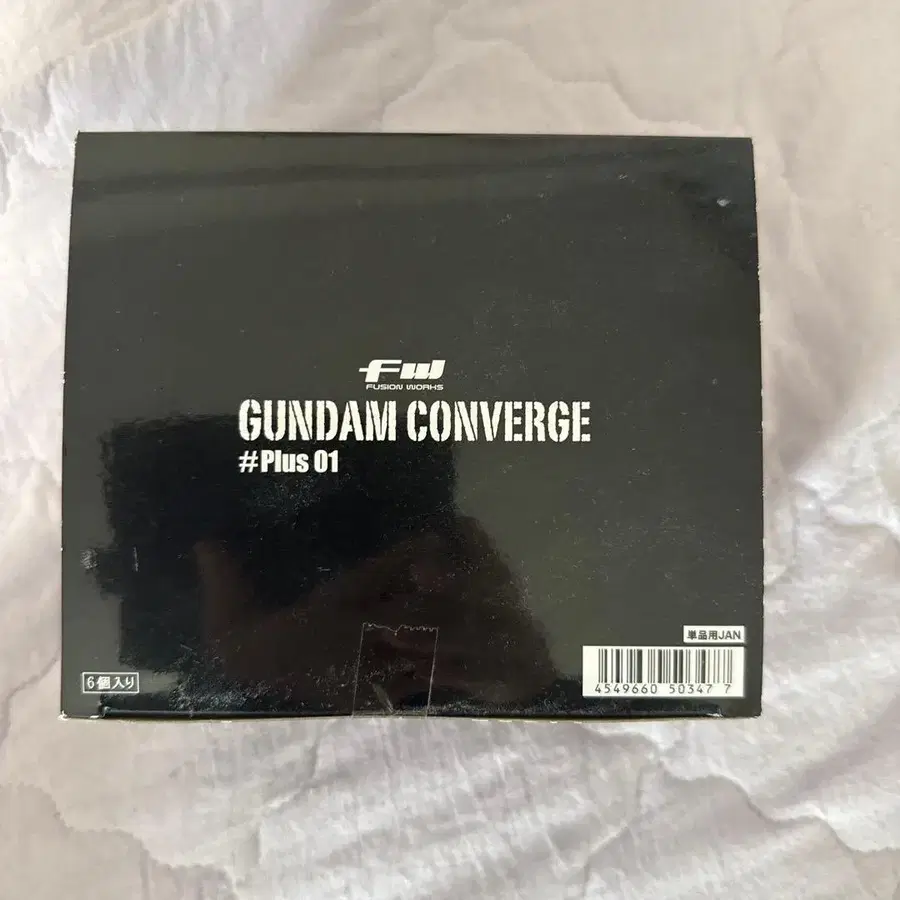 FW
FUSION WORKS
GUNDAM CONVERGE
#Plus 01
単品用JAN
6個入り
4549660 50347 7